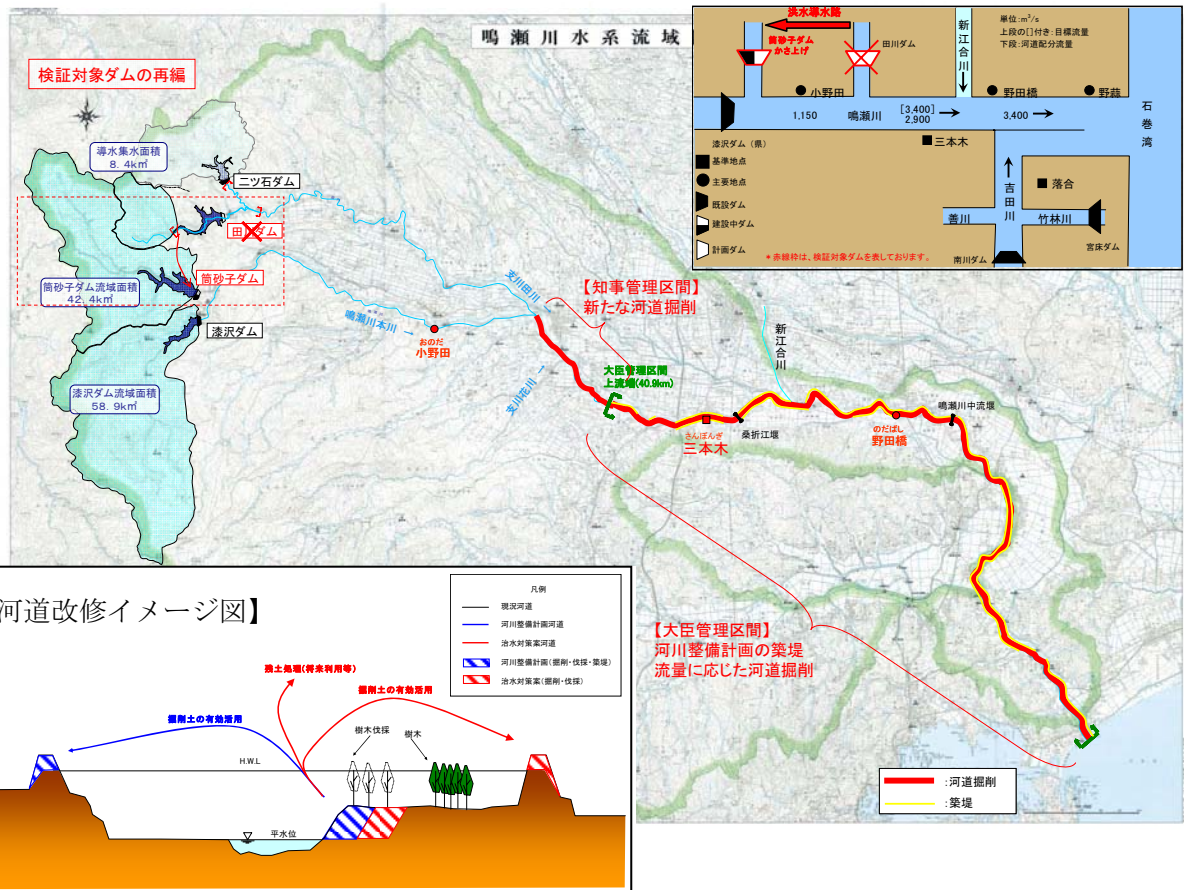 鳴瀬川水系流域
検証対象ダムの再編
導水集水面積
8.4km²
二ツ石ダム
田川ダム
筒砂子ダム
筒砂子ダム流域面積
42.4km²
漆沢ダム
漆沢ダム流域面積
58.9km²
支川田川 →
鳴瀬川本川 →
おのだ
小野田
支川花川 →
【知事管理区間】
新たな河道掘削
大臣管理区間
上流端(40.9km)
さんぼんぎ
三本木
桑折江堰
新江合川
のだばし
野田橋
鳴瀬川中流堰
【大臣管理区間】
河川整備計画の築堤
流量に応じた河道掘削
:河道掘削
:築堤
洪水導水路
筒砂子ダム
かさ上げ
田川ダム
新江合川
単位:m³/s
上段の[]付き:目標流量
下段:河道配分流量
小野田
野田橋
野蒜
石巻湾
1,150
鳴瀬川
[3,400]
2,900
3,400
漆沢ダム(県)
三本木
基準地点
主要地点
既設ダム
建設中ダム
計画ダム
吉田川
落合
善川
竹林川
南川ダム
宮床ダム
*赤線枠は、検証対象ダムを表しております。
河道改修イメージ図】
凡例
現況河道
河川整備計画河道
治水対策案河道
河川整備計画(掘削・伐採・築堤)
治水対策案(掘削・伐採)
残土処理(将来利用等)
掘削土の有効活用
掘削土の有効活用
樹木伐採
樹木
H.W.L
平水位